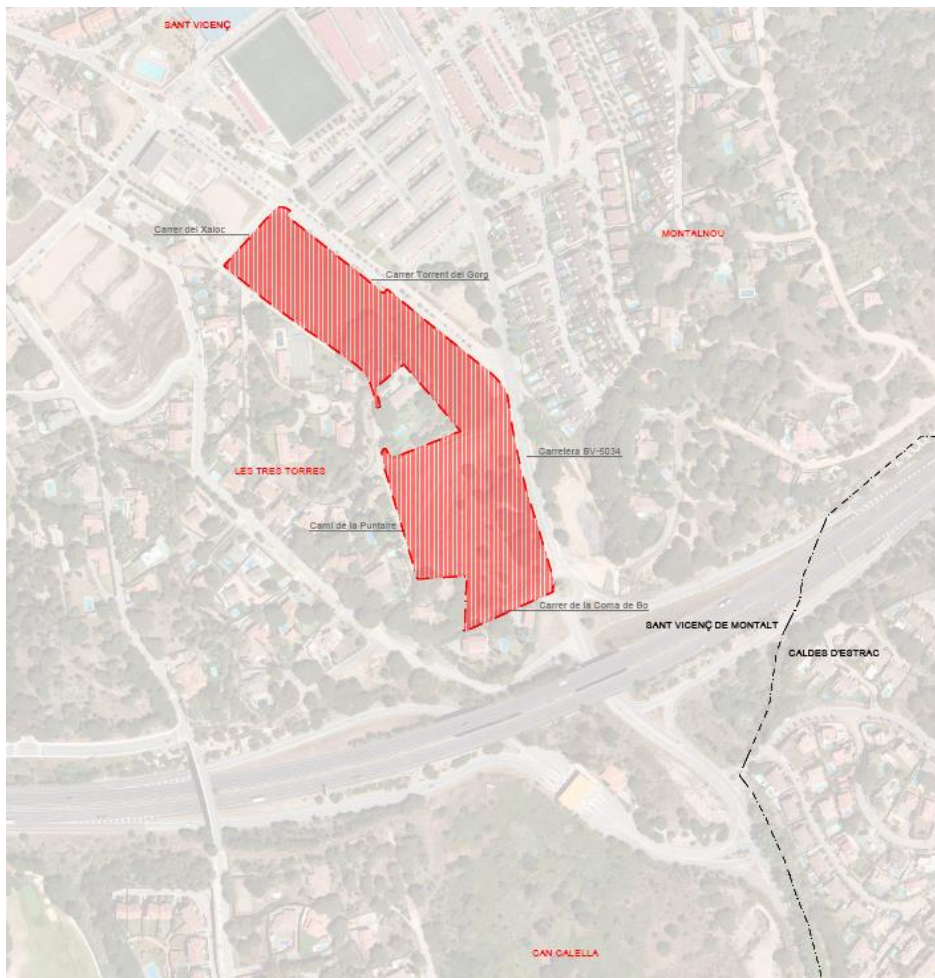 SANT VICENÇ
Carrer del Xaloc
MONTALNOU
Carrer Torrent del Gorg
Carretera BV-5034
LES TRES TORRES
Camí de la Puntaire
Carrer de la Coma de Bo
SANT VICENÇ DE MONTALT
CALDES D'ESTRAC
CAN CALELLA